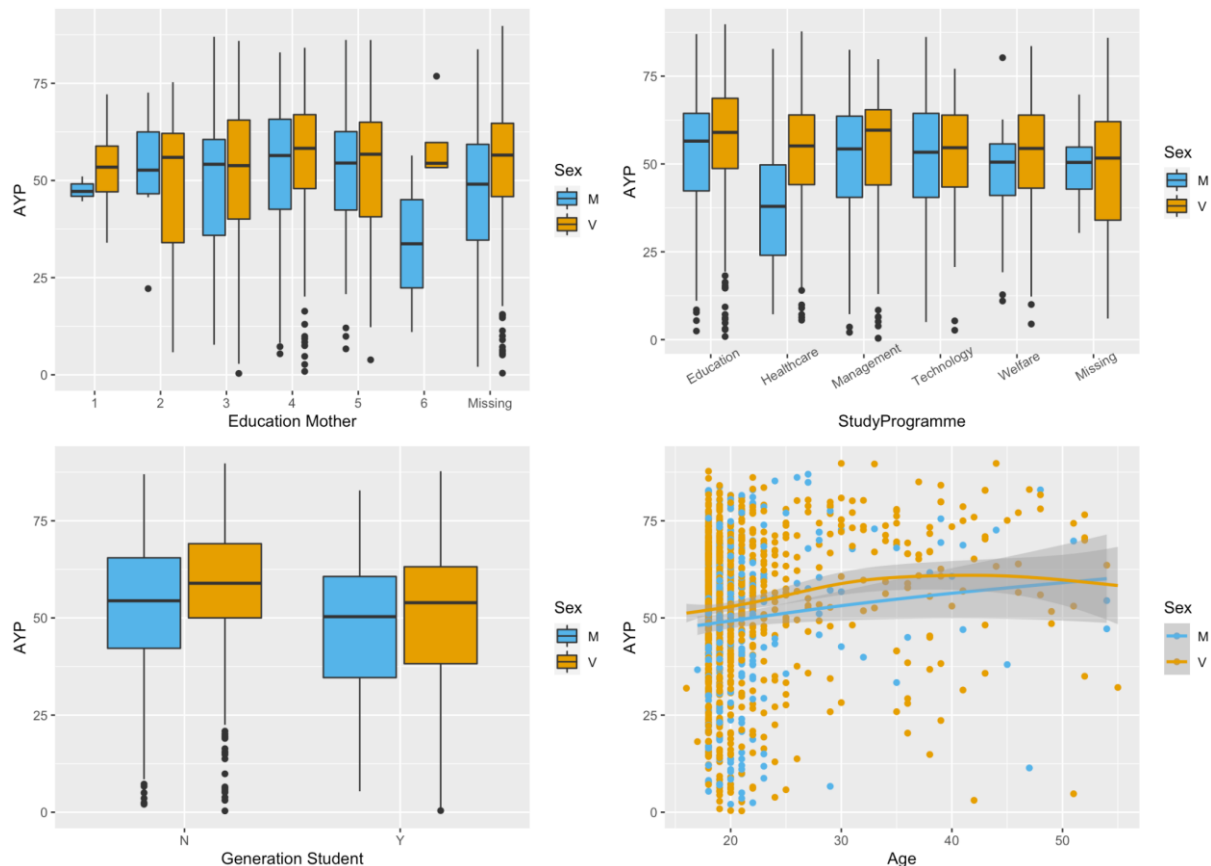 AYP
75
50
25
0
1 2 3 4 5 6 Missing
Education Mother
Sex
M
V
AYP
75
50
25
0
Education Healthcare Management Technology Welfare Missing
StudyProgramme
Sex
M
V
AYP
75
50
25
0
N Y
Generation Student
Sex
M
V
AYP
75
50
25
0
20 30 40 50
Age
Sex
M
V